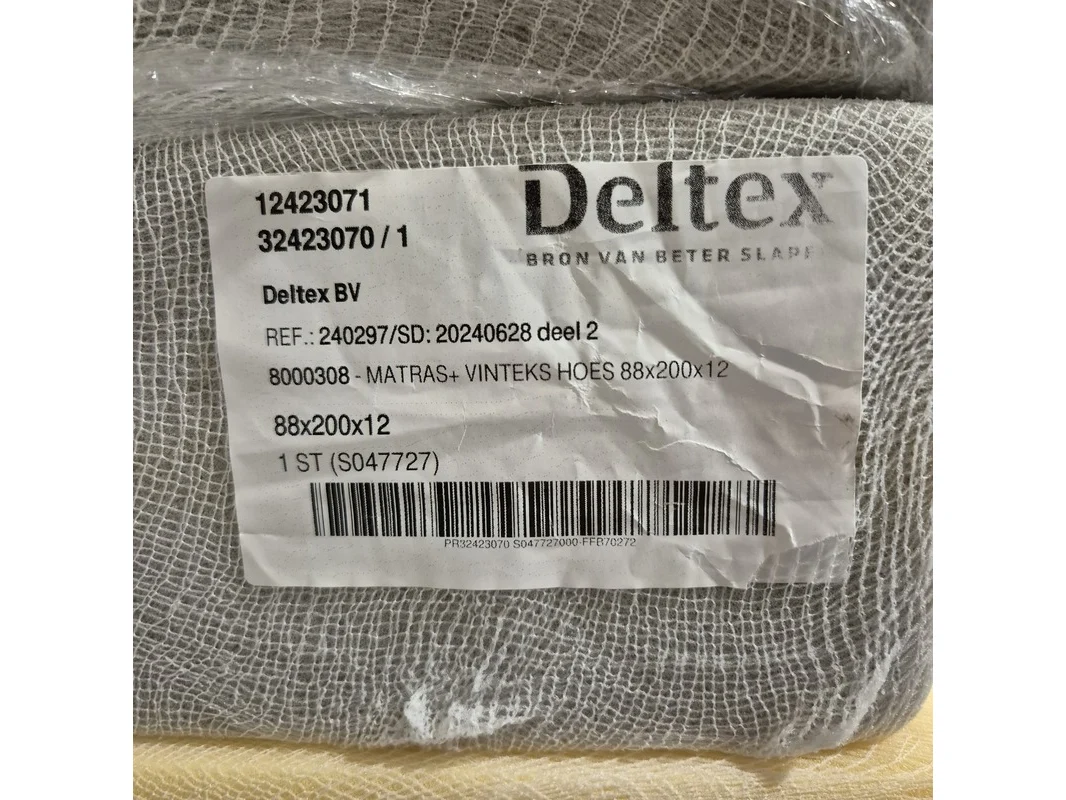 12423071
32423070 / 1
Deltex
BRON VAN BETER SLAPE
Deltex BV
REF.: 240297/SD: 20240628 deel 2
8000308 - MATRAS+ VINTEKS HOES 88x200x12
88x200x12
1 ST (S047727)
PR32423070 S047727000-FFB70272